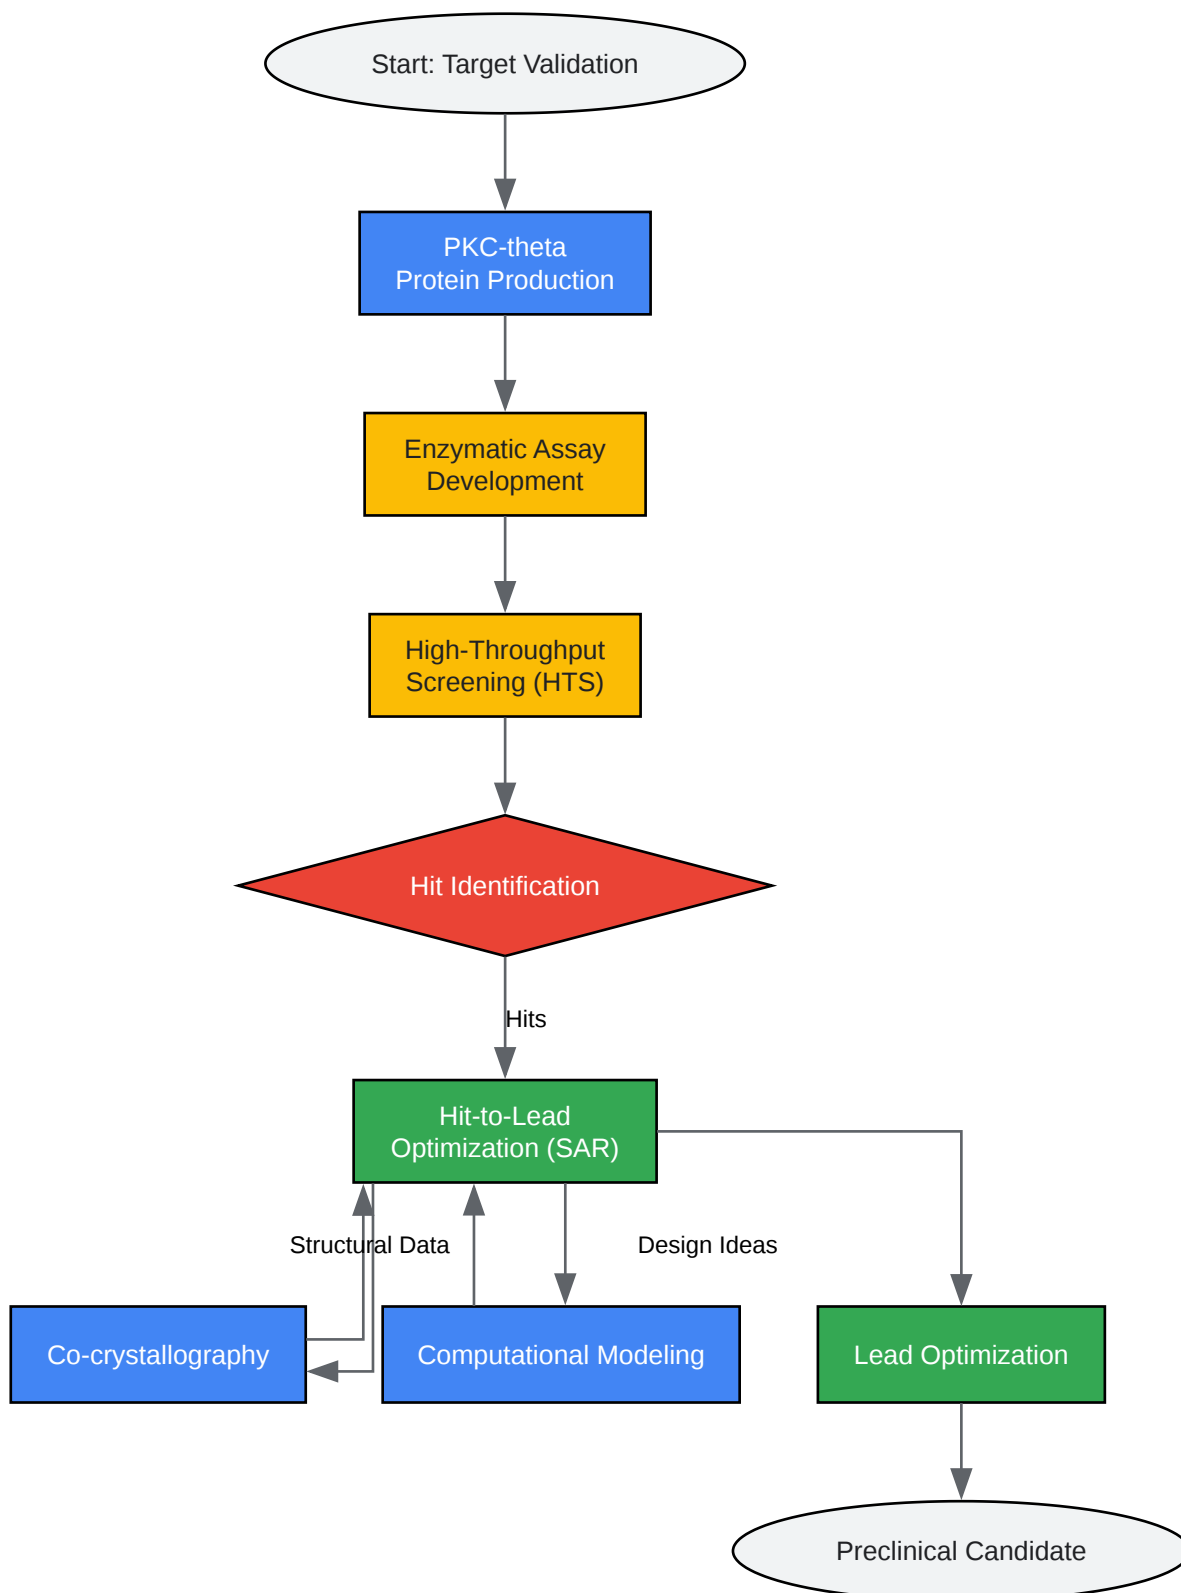 Start: Target Validation
PKC-theta
Protein Production
Enzymatic Assay
Development
High-Throughput
Screening (HTS)
Hit Identification
Hits
Hit-to-Lead
Optimization (SAR)
Structural Data
Design Ideas
Co-crystallography
Computational Modeling
Lead Optimization
Preclinical Candidate